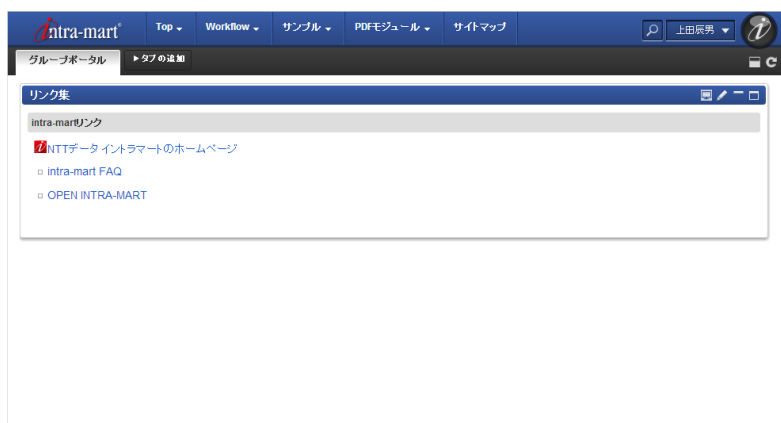 intra-mart®
Top Workflow サンプル PDFモジュール サイトマップ
上田辰男
グループポータル タブの追加
リンク集
intra-martリンク
NTTデータ イントラマートのホームページ
intra-mart FAQ
OPEN INTRA-MART